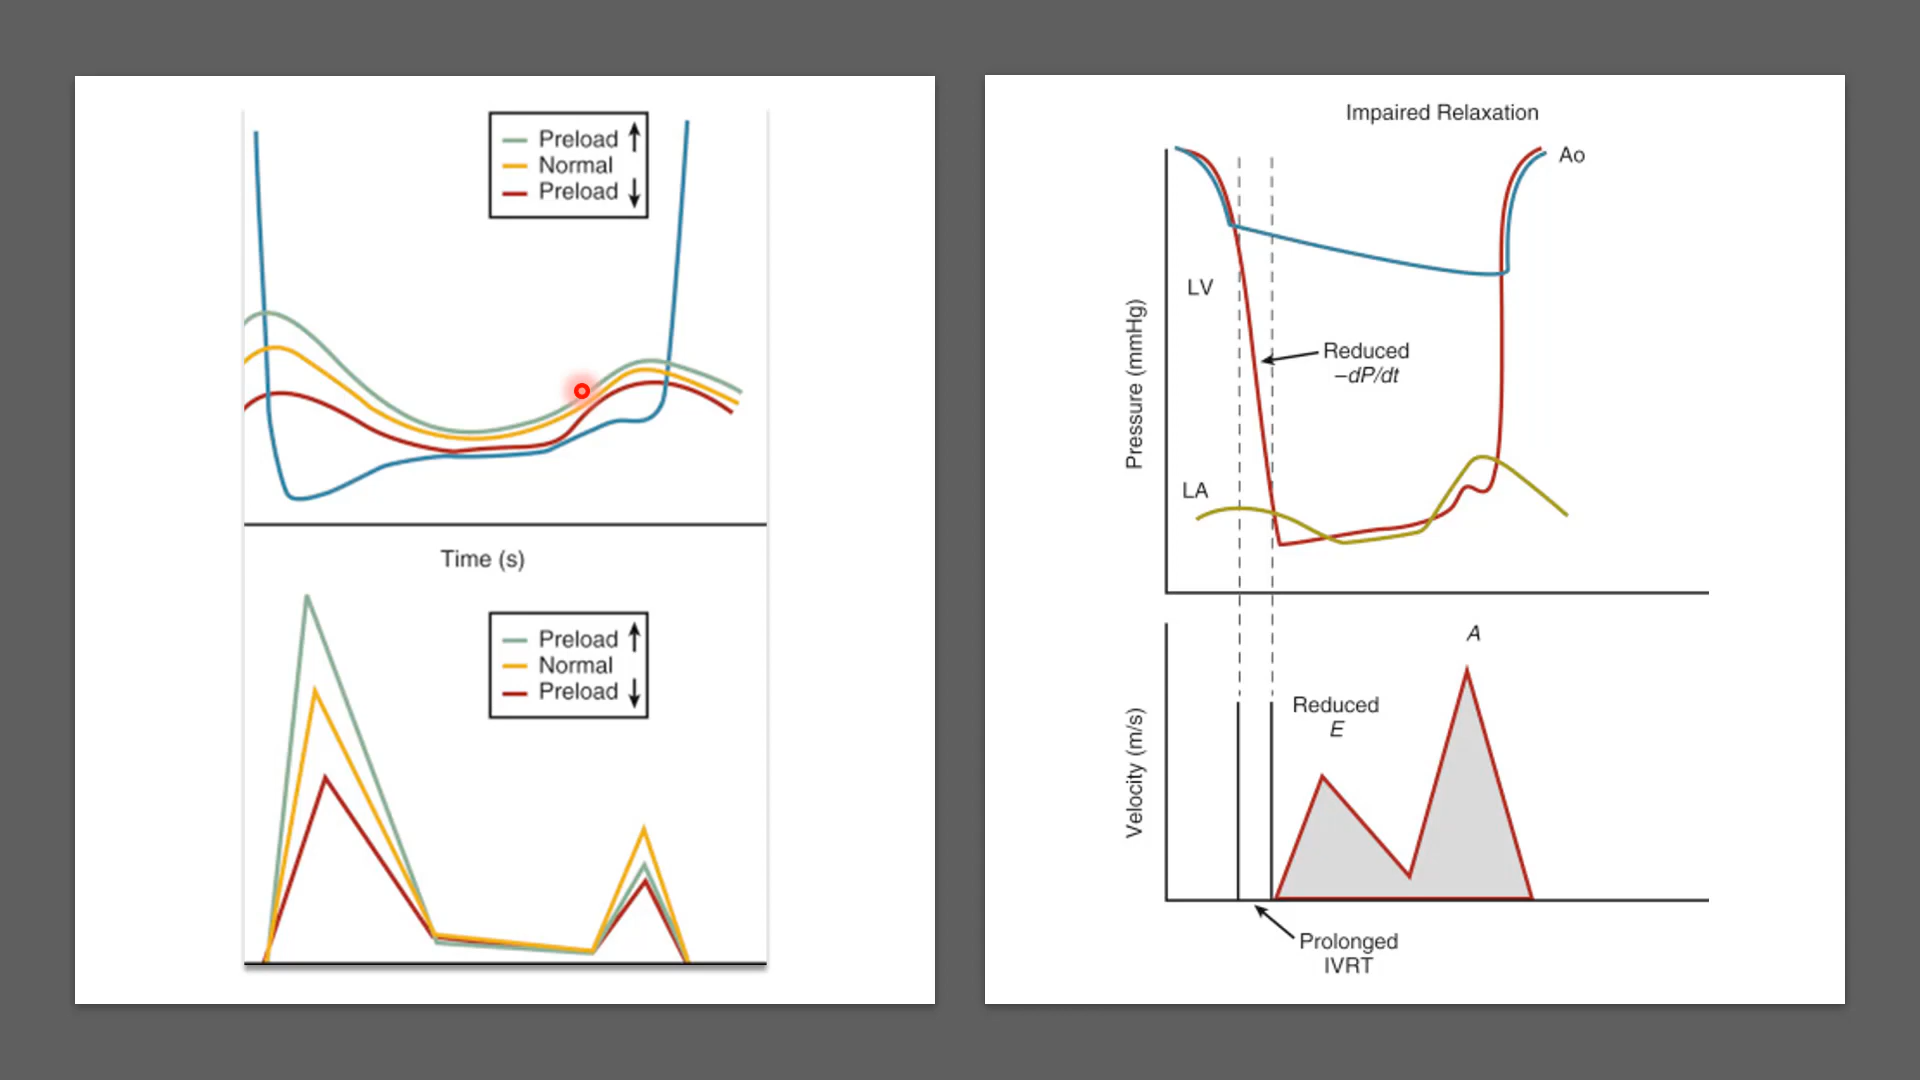 Preload ↑
Normal
Preload ↓
Time (s)
Preload ↑
Normal
Preload ↓
Impaired Relaxation
Ao
LV
Reduced
–dP/dt
LA
Pressure (mmHg)
A
Reduced
E
Velocity (m/s)
Prolonged
IVRT